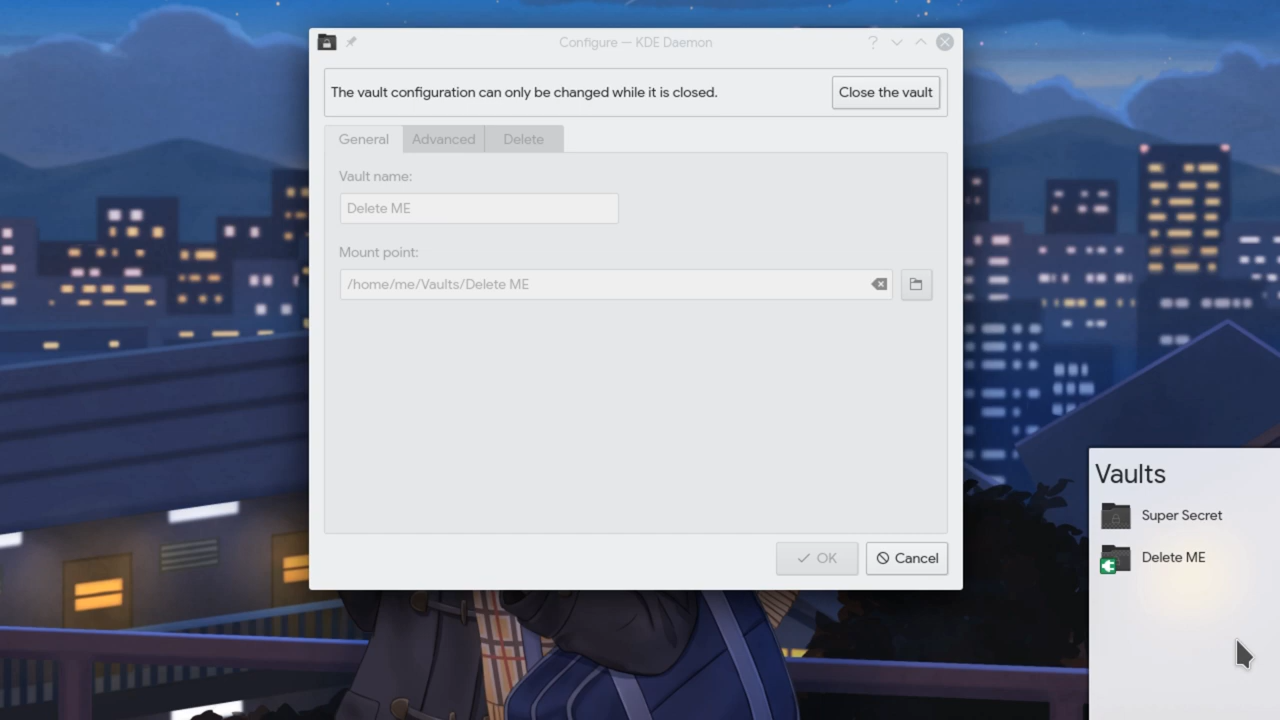 Configure — KDE Daemon
The vault configuration can only be changed while it is closed.
Close the vault
General
Advanced
Delete
Vault name:
Delete ME
Mount point:
/home/me/Vaults/Delete ME
OK
Cancel
Vaults
Super Secret
Delete ME